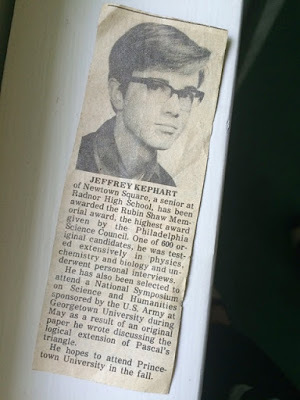 JEFFREY KEPHART
of Newtown Square, a senior at
Radnor High School, has been
awarded the Rubin Shaw Mem-
orial award, the highest award
given by the Philadelphia
Science Council. One of 600 or-
iginal candidates, he was test-
ed extensively in physics,
chemistry and biology and un-
derwent personal interviews.
He has also been selected to
attend a National Symposium
on Science and Humanities
sponsored by the U.S. Army at
Georgetown University during
May as a result of an original
paper he wrote discussing the
logical extension of Pascal's
triangle.
He hopes to attend Prince-
town University in the fall.